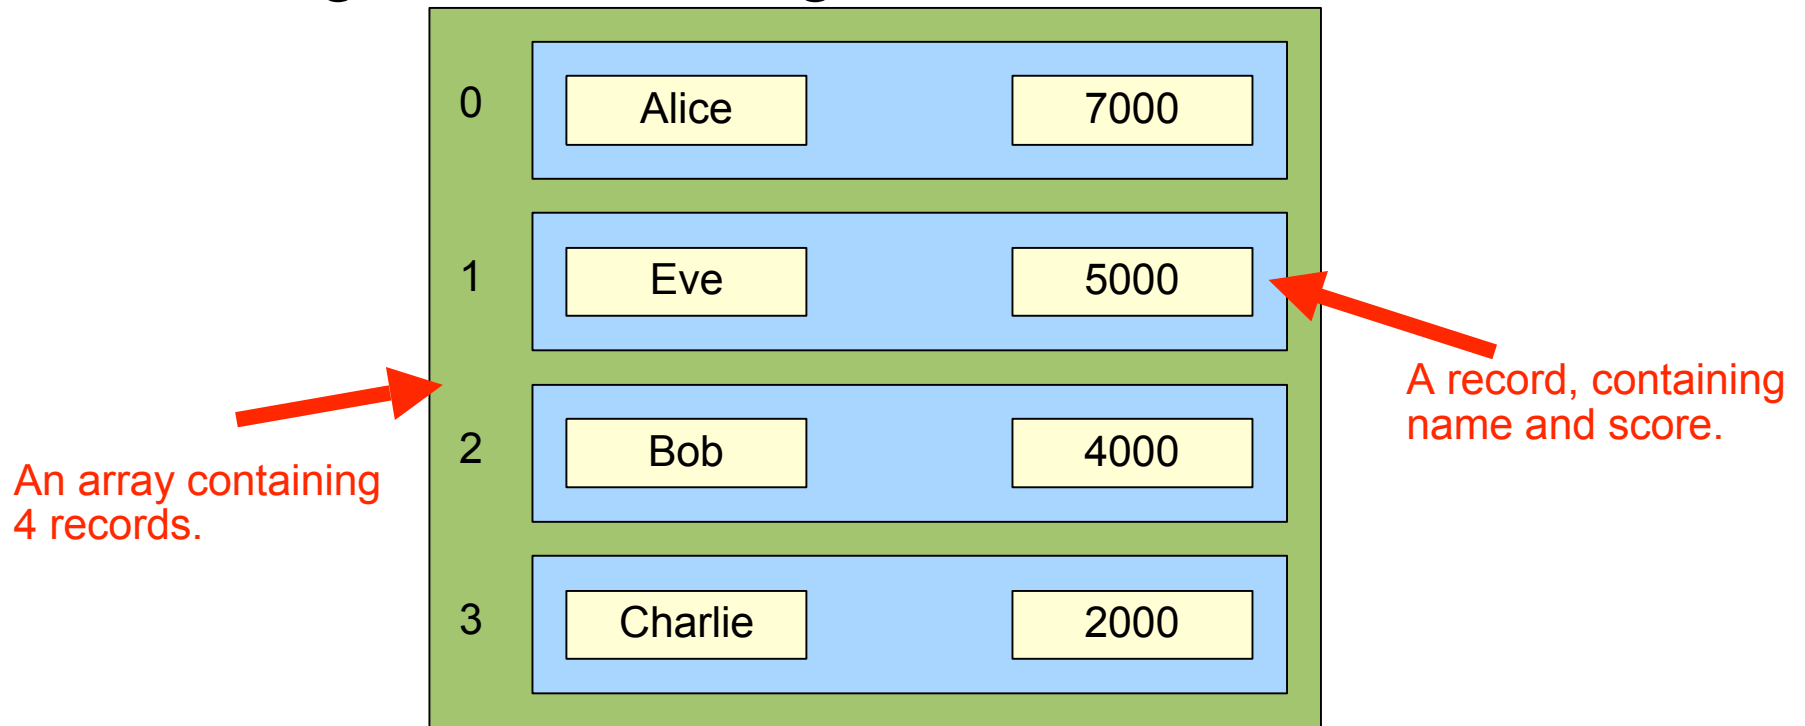 0 Alice 7000
1 Eve 5000
A record, containing
name and score.
2 Bob 4000
An array containing
4 records.
3 Charlie 2000